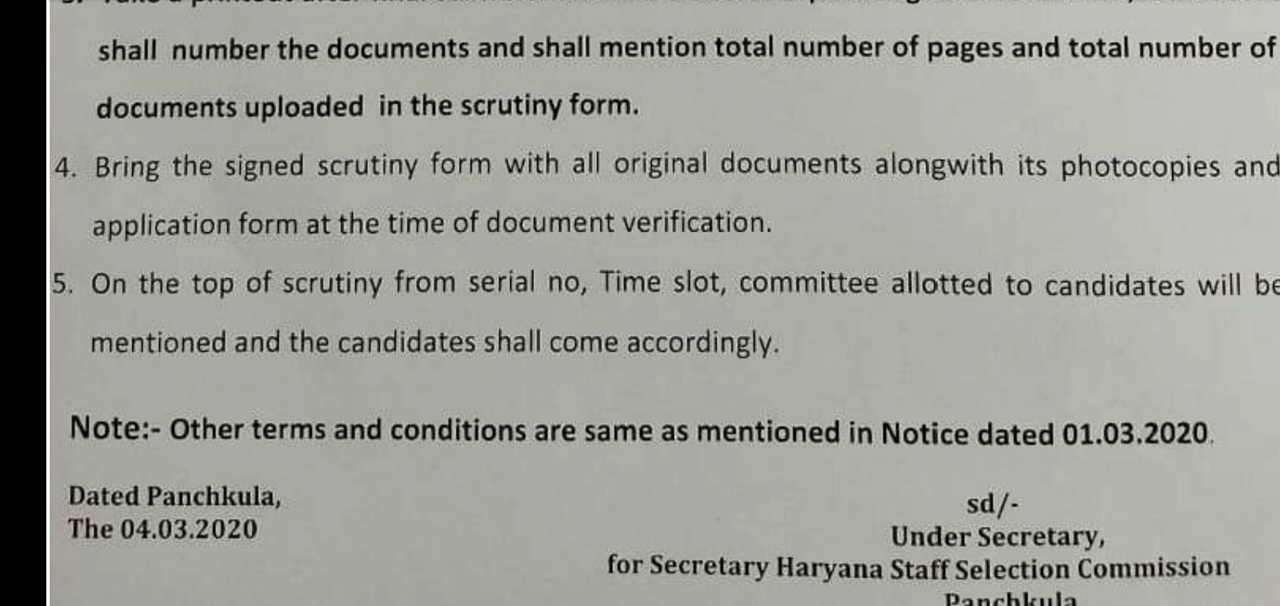 shall number the documents and shall mention total number of pages and total number of
documents uploaded in the scrutiny form.
4. Bring the signed scrutiny form with all original documents alongwith its photocopies and
application form at the time of document verification.
5. On the top of scrutiny from serial no, Time slot, committee allotted to candidates will be
mentioned and the candidates shall come accordingly.
Note:- Other terms and conditions are same as mentioned in Notice dated 01.03.2020.
Dated Panchkula,
The 04.03.2020
sd/-
Under Secretary,
for Secretary Haryana Staff Selection Commission
Panchkula